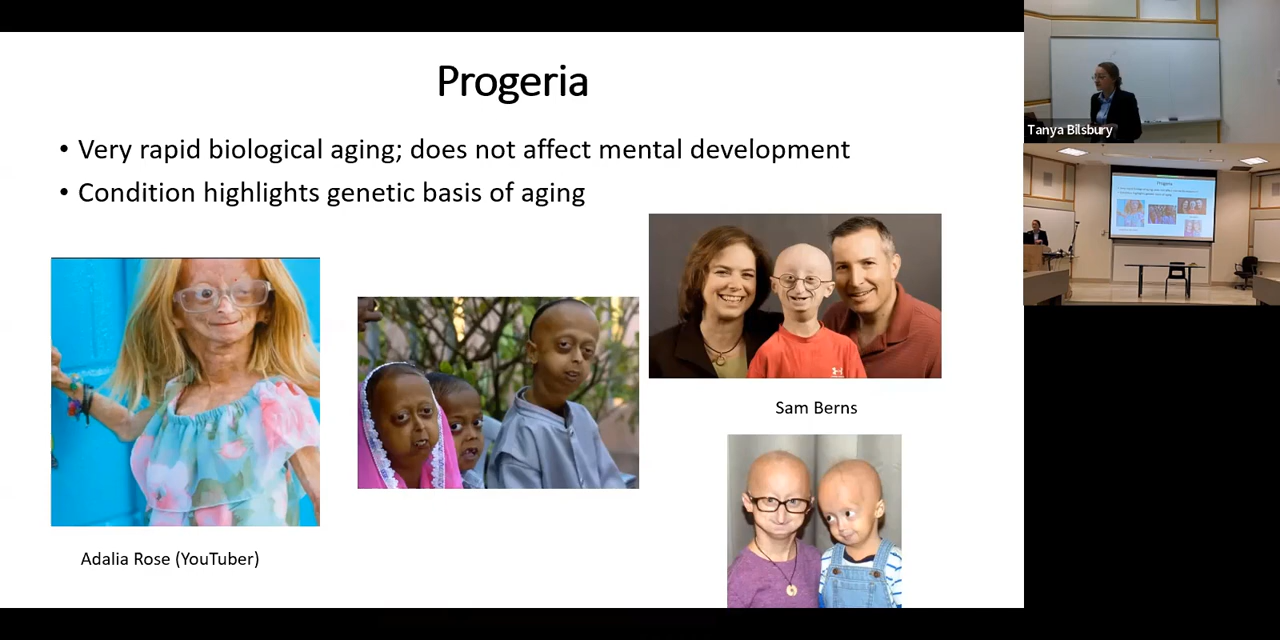 Progeria
• Very rapid biological aging; does not affect mental development
• Condition highlights genetic basis of aging
Sam Berns
Adalia Rose (YouTuber)
Tanya Bilsbury
Progeria